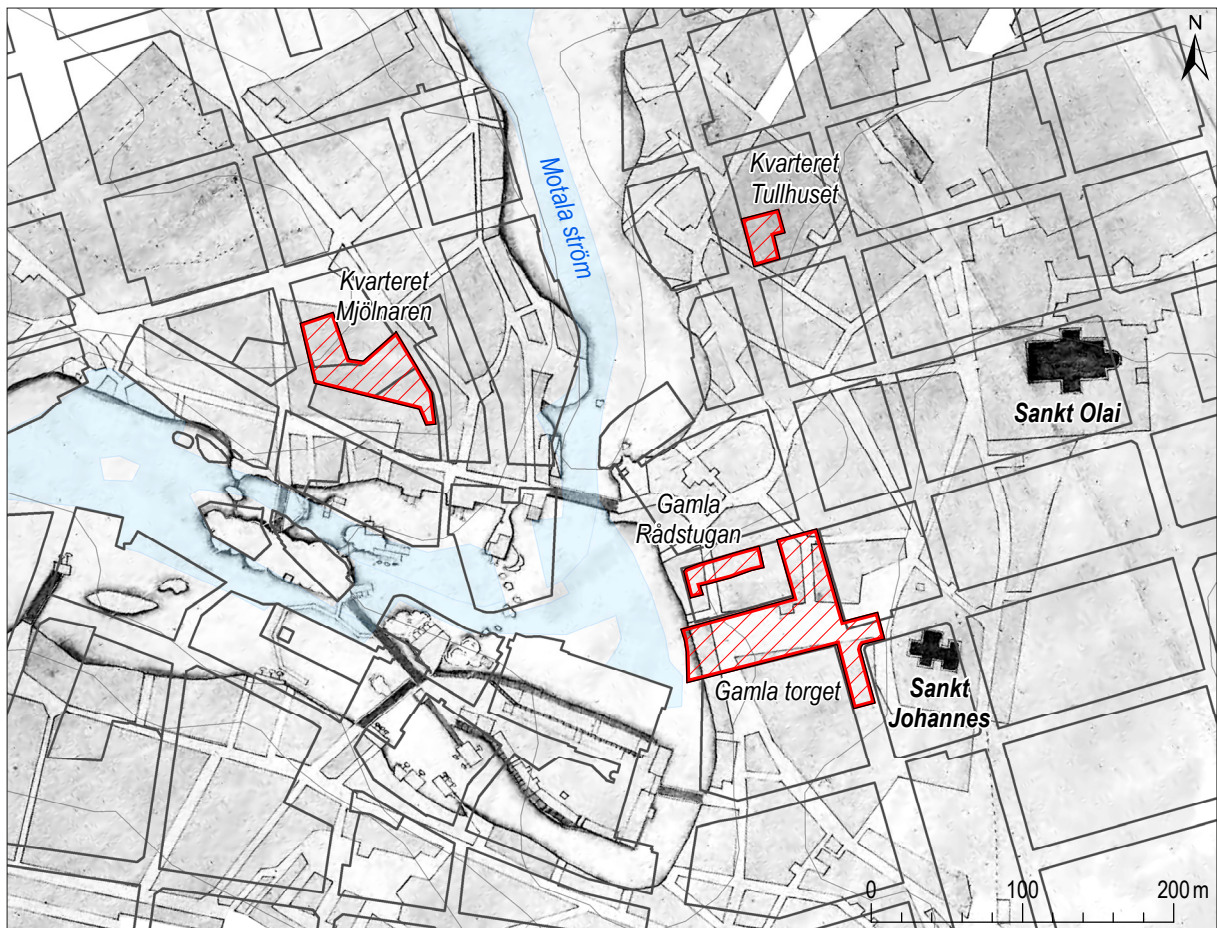 N
Kvarteret
Tullhuset
Motala ström
Kvarteret
Mjölnaren
Sankt Olai
Gamla
Rådstugan
Gamla torget
Sankt
Johannes
0 100 200 m